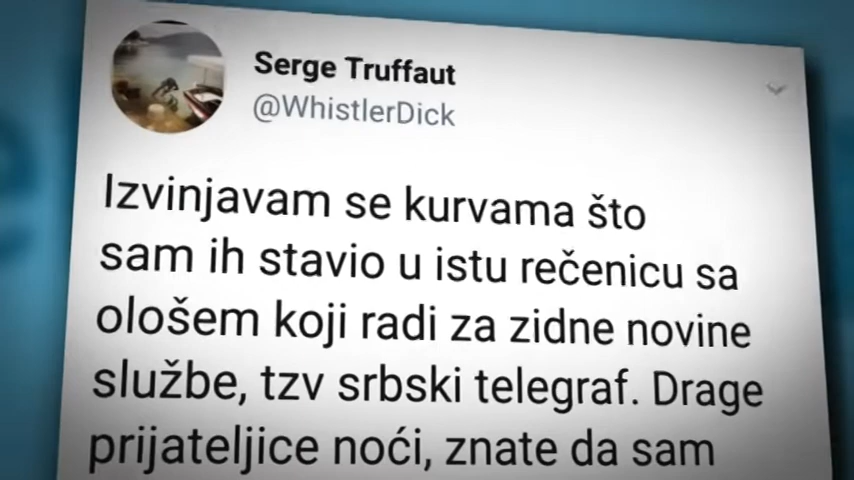 Serge Truffaut
@WhistlerDick
Izvinjavam se kurvama što
sam ih stavio u istu rečenicu sa
ološem koji radi za zidne novine
službe, tzv srbski telegraf. Drage
prijateljice noći, znate da sam